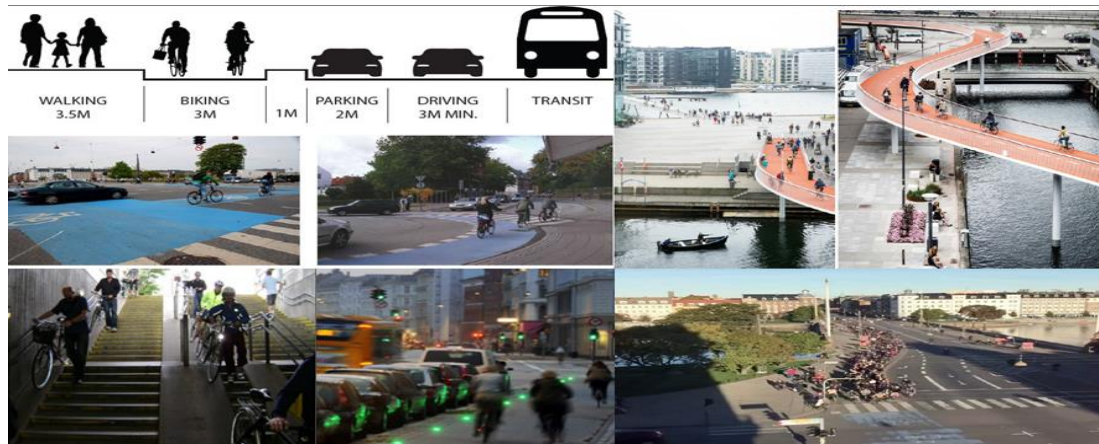 WALKING
3.5M
BIKING
3M
1M
PARKING
2M
DRIVING
3M MIN.
TRANSIT